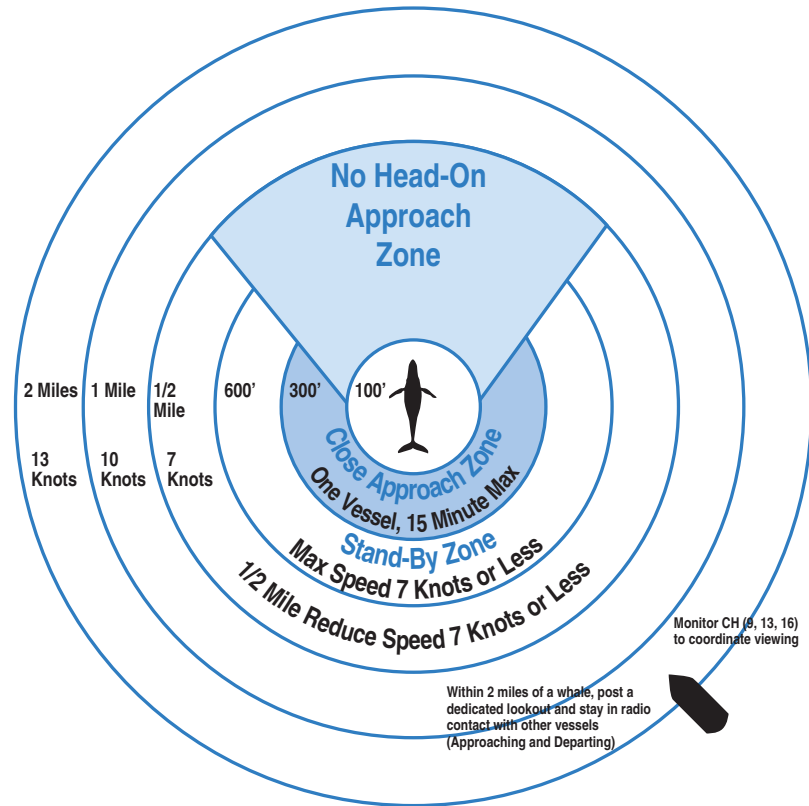 No Head-On
Approach
Zone
2 Miles
1 Mile
1/2
Mile
600’
300’
100’
13
Knots
10
Knots
7
Knots
Close Approach Zone
One Vessel, 15 Minute Max
Stand-By Zone
Max Speed 7 Knots or Less
1/2 Mile Reduce Speed 7 Knots or Less
Monitor CH (9, 13, 16)
to coordinate viewing
Within 2 miles of a whale, post a
dedicated lookout and stay in radio
contact with other vessels
(Approaching and Departing)